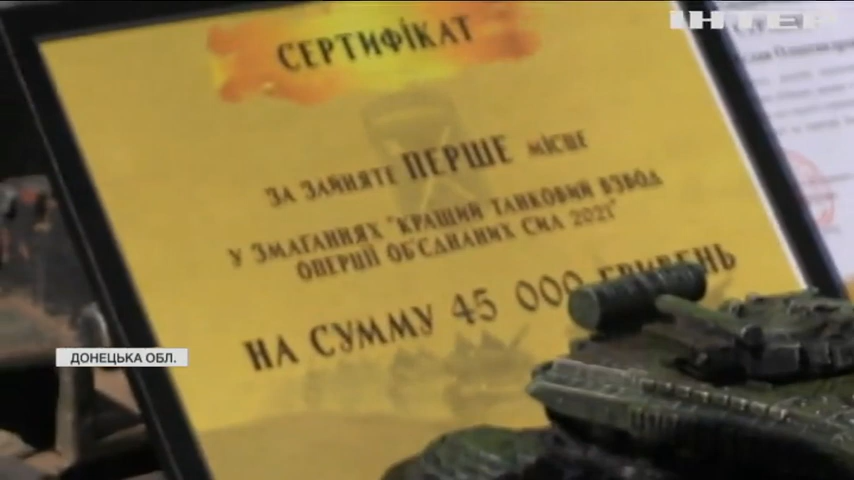 ІНТЕР
СЕРТИФІКАТ
ЗА ЗАЙНЯТЕ ПЕРШЕ МІСЦЕ
У ЗМАГАННЯХ "КРАЩИЙ ТАНКОВИЙ ВЗВОД
ОПЕРЦІЇ ОБ'ЄДНАНИХ СИЛ 2021"
НА СУММУ 45 000 ГРИВЕНЬ
ДОНЕЦЬКА ОБЛ.